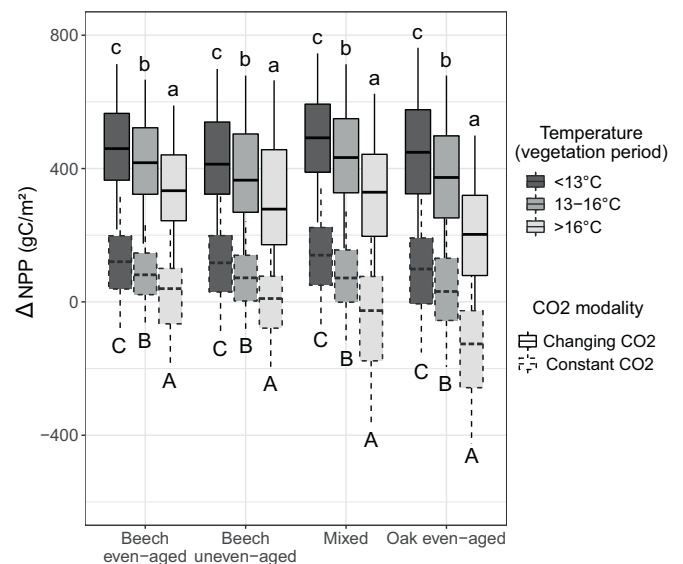 800
400
0
−400
Δ NPP (gC/m²)
c
b
a
c
b
a
c
b
a
c
b
a
C
B
A
C
B
A
C
B
A
C
B
A
Beech
even−aged
Beech
uneven−aged
Mixed
Oak even−aged
Temperature
(vegetation period)
<13°C
13−16°C
>16°C
CO2 modality
Changing CO2
Constant CO2